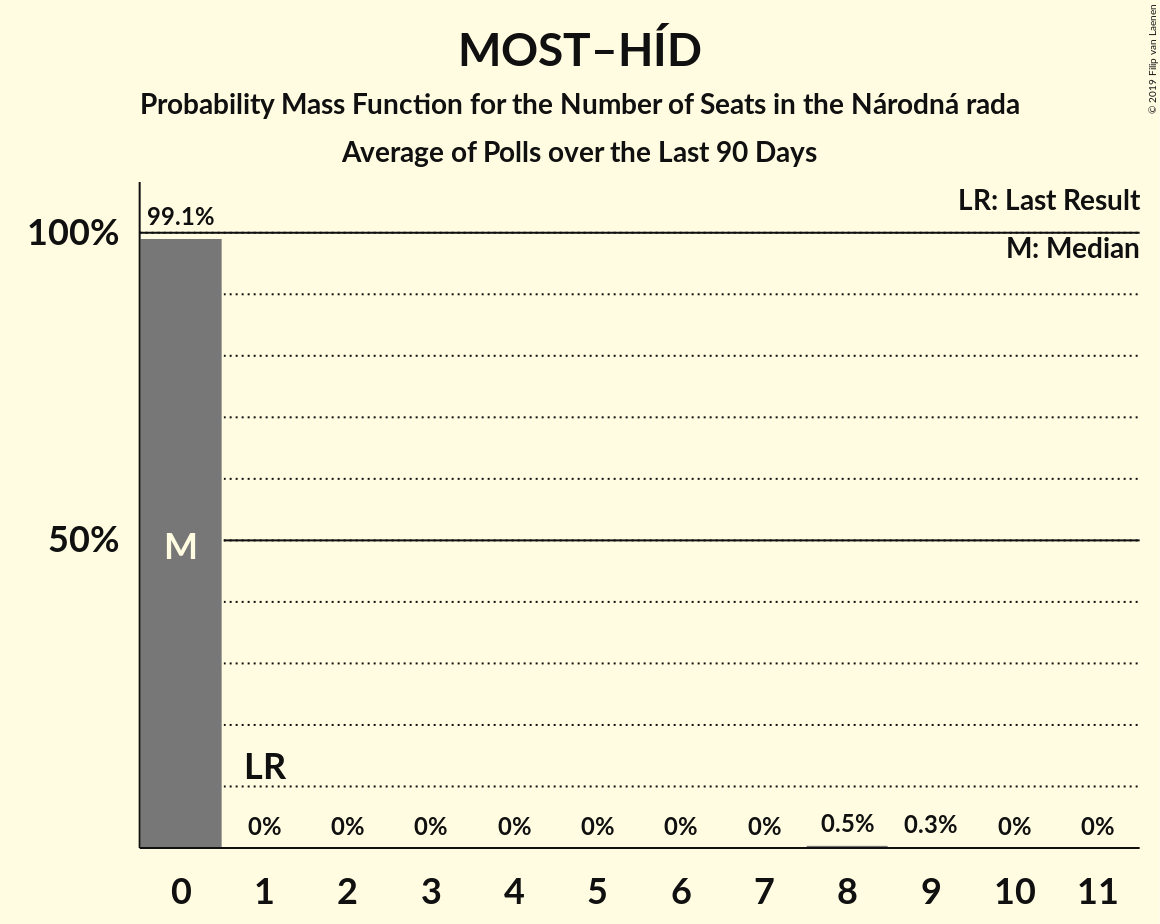 MOST–HÍD
Probability Mass Function for the Number of Seats in the Národná rada
Average of Polls over the Last 90 Days
© 2019 Filip van Laenen
LR: Last Result
M: Median
99.1%
100%
50%
M
LR
0% 0% 0% 0% 0% 0% 0% 0.5% 0.3% 0% 0%
0 1 2 3 4 5 6 7 8 9 10 11